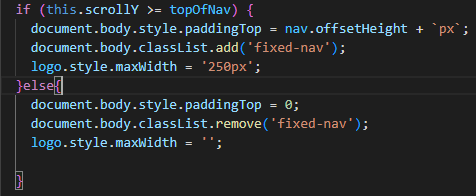 if (this.scrollY >= topOfNav) {
document.body.style.paddingTop = nav.offsetHeight + `px`;
document.body.classList.add('fixed-nav');
logo.style.maxWidth = '250px';
}else{
document.body.style.paddingTop = 0;
document.body.classList.remove('fixed-nav');
logo.style.maxWidth = '';
}